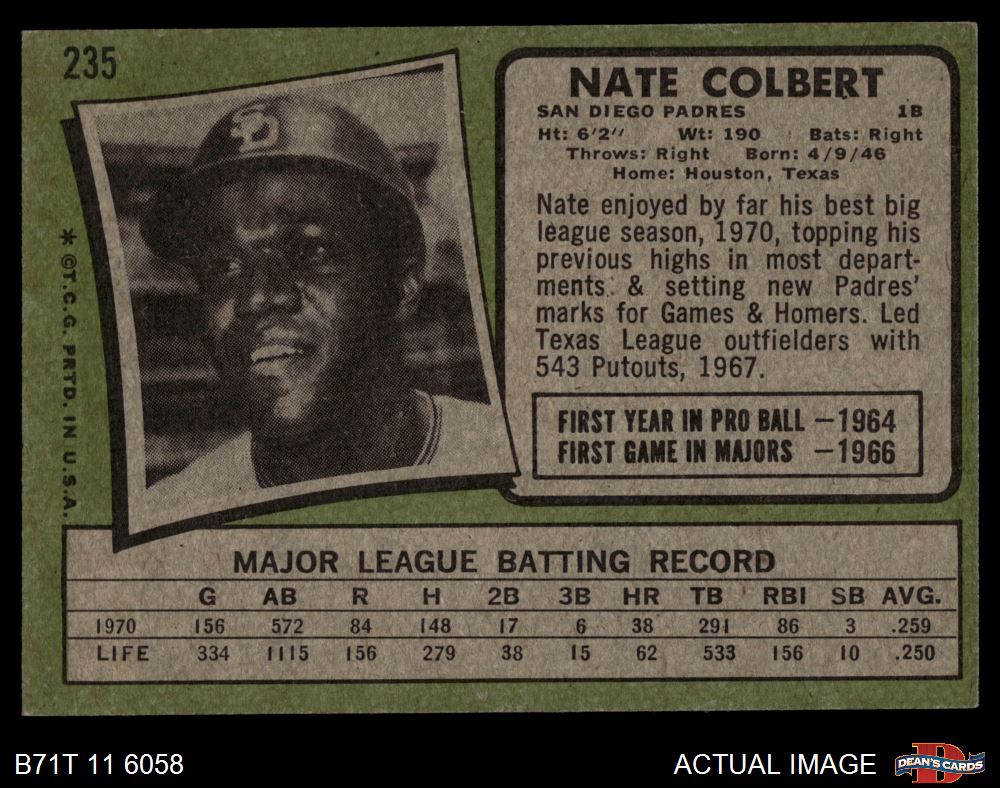 235
SD
* ©T.C.G. PRTD. IN U.S.A.
NATE COLBERT
SAN DIEGO PADRES 1B
Ht: 6'2" Wt: 190 Bats: Right
Throws: Right Born: 4/9/46
Home: Houston, Texas
Nate enjoyed by far his best big
league season, 1970, topping his
previous highs in most depart-
ments & setting new Padres'
marks for Games & Homers. Led
Texas League outfielders with
543 Putouts, 1967.
FIRST YEAR IN PRO BALL —1964
FIRST GAME IN MAJORS —1966
MAJOR LEAGUE BATTING RECORD
G AB R H 2B 3B HR TB RBI SB AVG.
1970 156 572 84 148 17 6 38 291 86 3 .259
LIFE 334 1115 156 279 38 15 62 533 156 10 .250
B71T 11 6058
ACTUAL IMAGE
D
DEAN'S CARDS